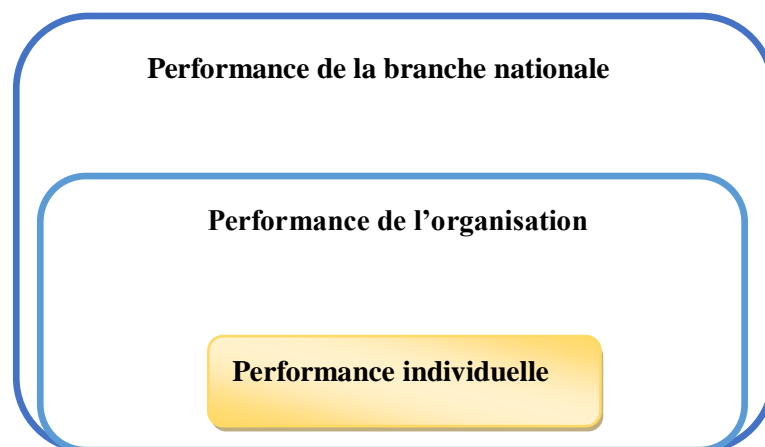 Performance de la branche nationale
Performance de l’organisation
Performance individuelle